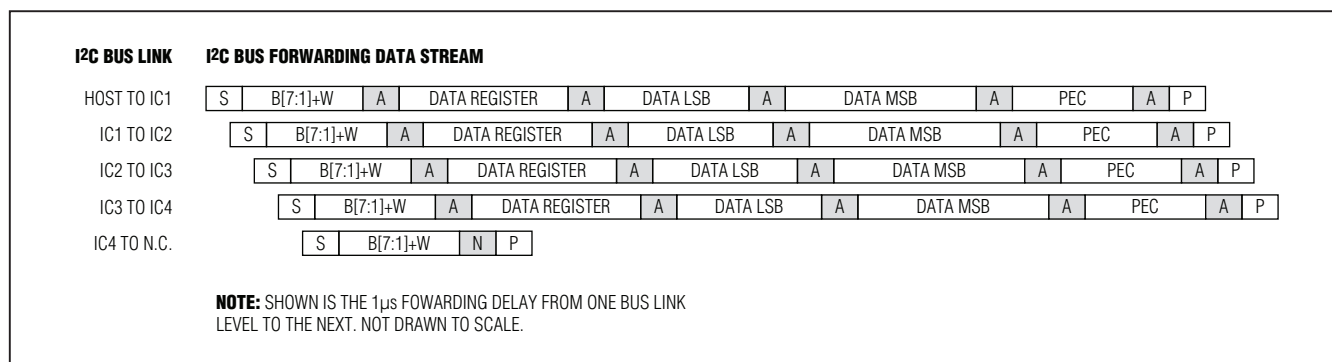 I²C BUS LINK I²C BUS FORWARDING DATA STREAM
HOST TO IC1 S B[7:1]+W A DATA REGISTER A DATA LSB A DATA MSB A PEC A P
IC1 TO IC2 S B[7:1]+W A DATA REGISTER A DATA LSB A DATA MSB A PEC A P
IC2 TO IC3 S B[7:1]+W A DATA REGISTER A DATA LSB A DATA MSB A PEC A P
IC3 TO IC4 S B[7:1]+W A DATA REGISTER A DATA LSB A DATA MSB A PEC A P
IC4 TO N.C. S B[7:1]+W N P
NOTE: SHOWN IS THE 1µs FOWARDING DELAY FROM ONE BUS LINK
LEVEL TO THE NEXT. NOT DRAWN TO SCALE.